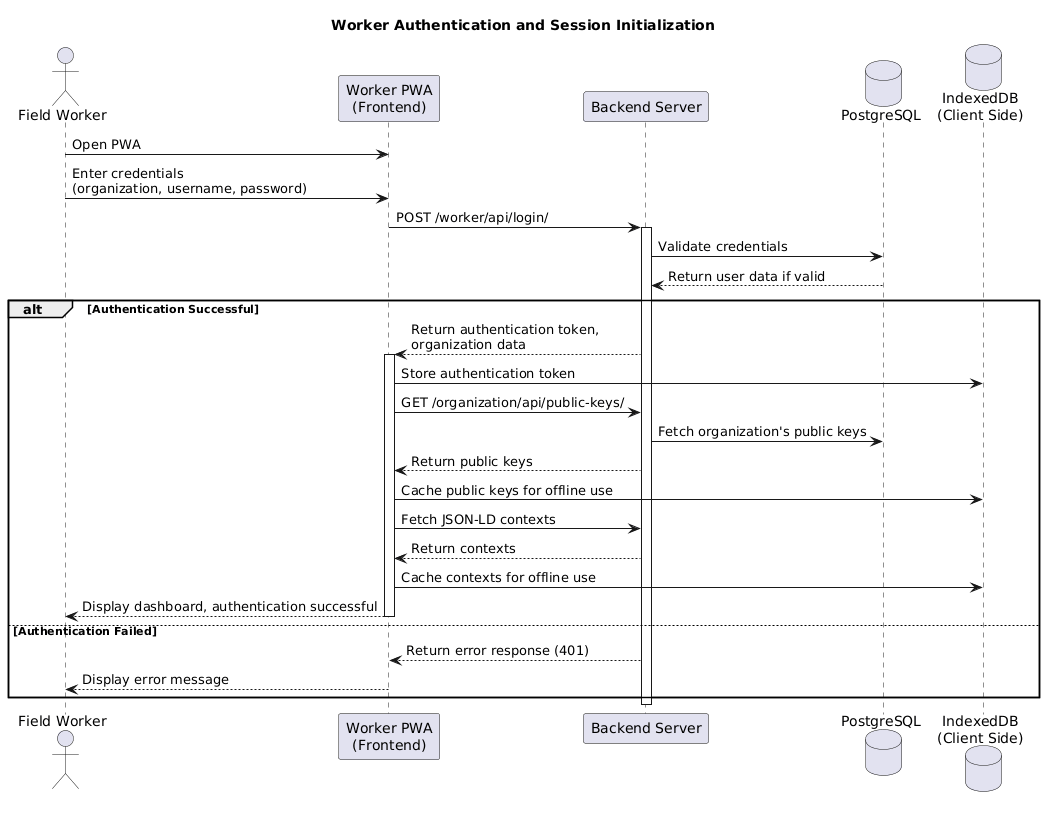 Worker Authentication and Session Initialization
Field Worker
Worker PWA
(Frontend)
Backend Server
PostgreSQL
IndexedDB
(Client Side)
Open PWA
Enter credentials
(organization, username, password)
POST /worker/api/login/
Validate credentials
Return user data if valid
alt
[Authentication Successful]
Return authentication token,
organization data
Store authentication token
GET /organization/api/public-keys/
Fetch organization's public keys
Return public keys
Cache public keys for offline use
Fetch JSON-LD contexts
Return contexts
Cache contexts for offline use
Display dashboard, authentication successful
[Authentication Failed]
Return error response (401)
Display error message
Field Worker
Worker PWA
(Frontend)
Backend Server
PostgreSQL
IndexedDB
(Client Side)